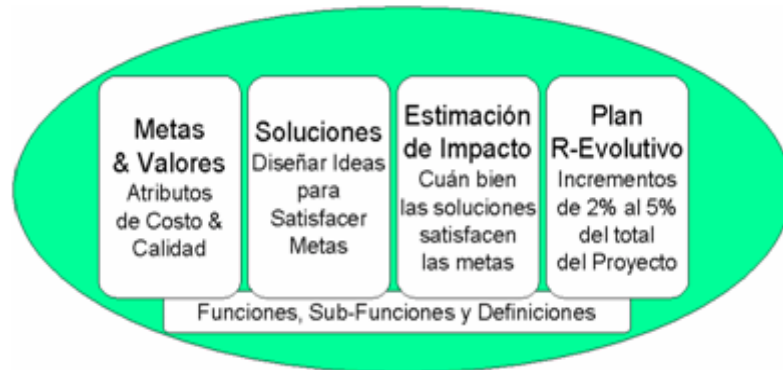 Metas
& Valores
Atributos
de Costo &
Calidad
Soluciones
Diseñar Ideas
para
Satisfacer
Metas
Estimación
de Impacto
Cuán bien
las soluciones
satisfacen
las metas
Plan
R-Evolutivo
Incrementos
de 2% al 5%
del total
del Proyecto
Funciones, Sub-Funciones y Definiciones